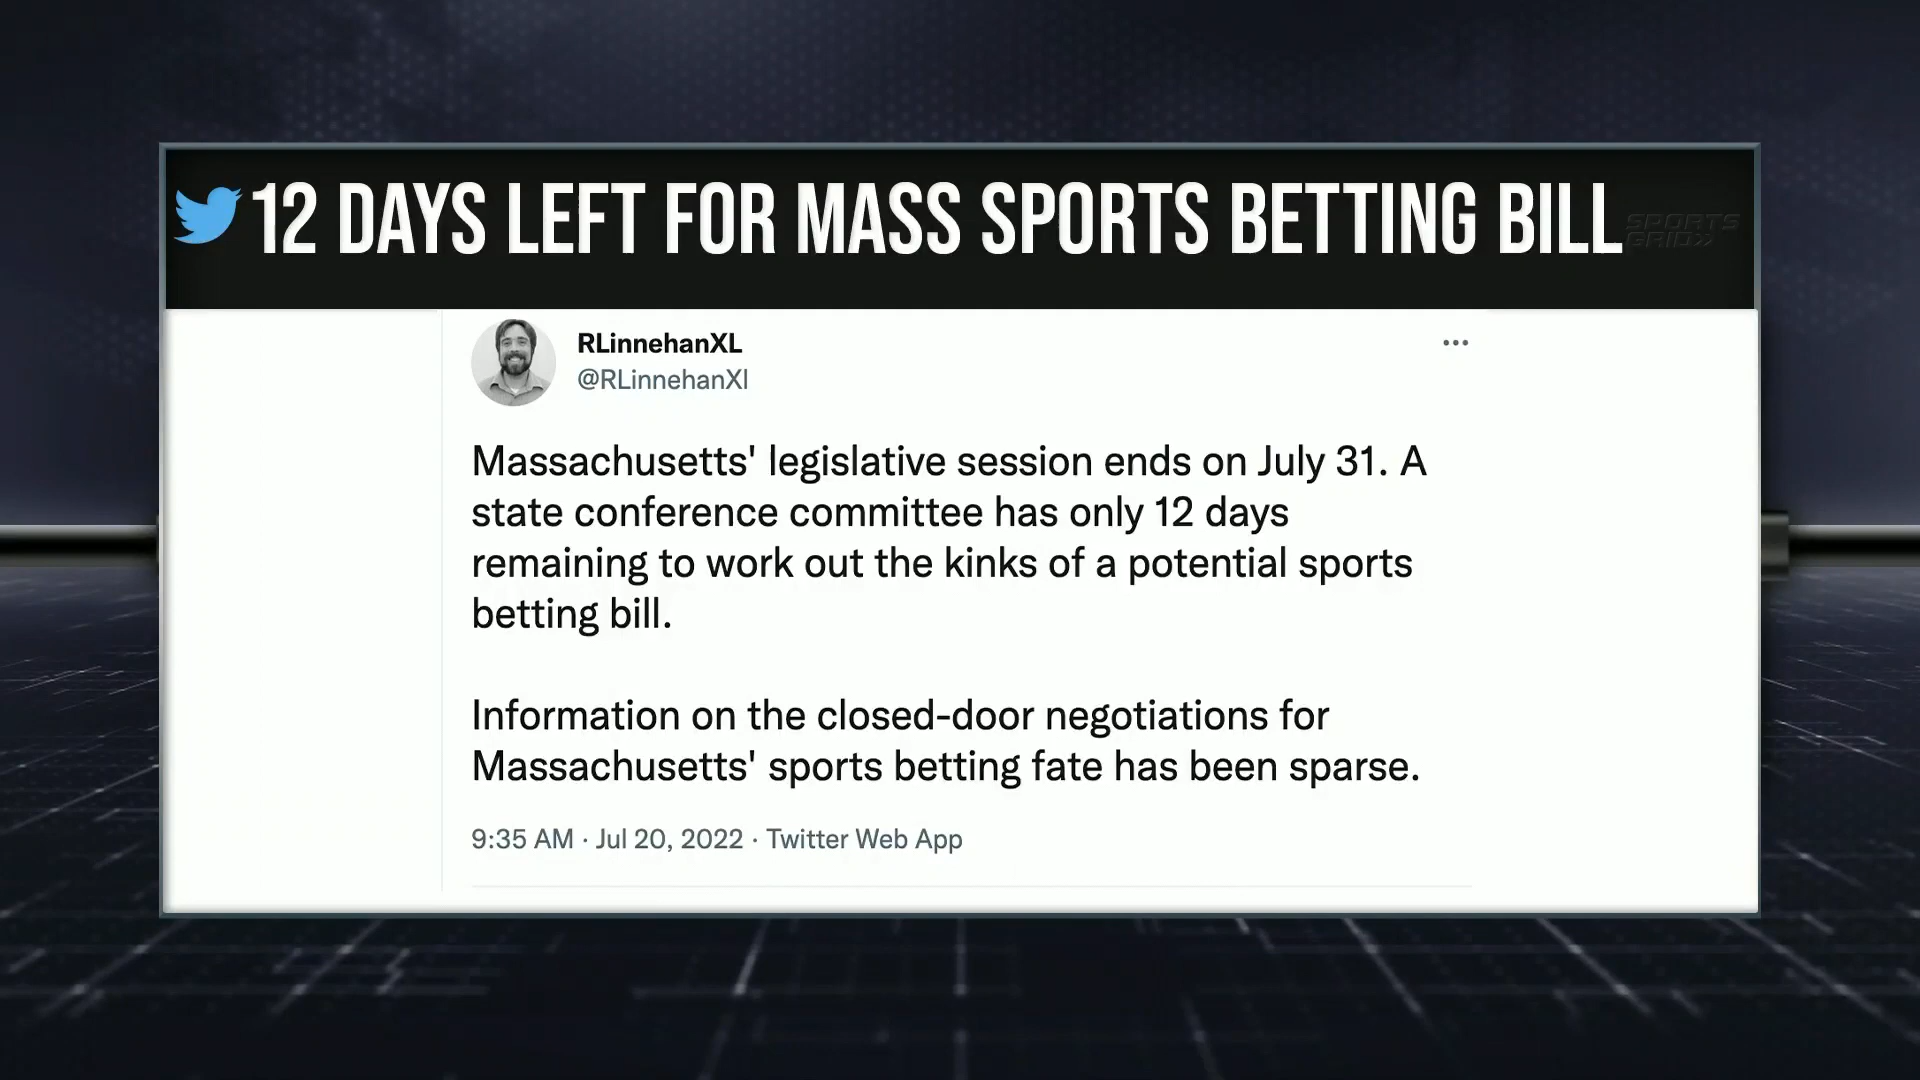 12 DAYS LEFT FOR MASS SPORTS BETTING BILL
SPORTS
GRID
RLinnehanXL
@RLinnehanXl
Massachusetts' legislative session ends on July 31. A
state conference committee has only 12 days
remaining to work out the kinks of a potential sports
betting bill.
Information on the closed-door negotiations for
Massachusetts' sports betting fate has been sparse.
9:35 AM · Jul 20, 2022 · Twitter Web App